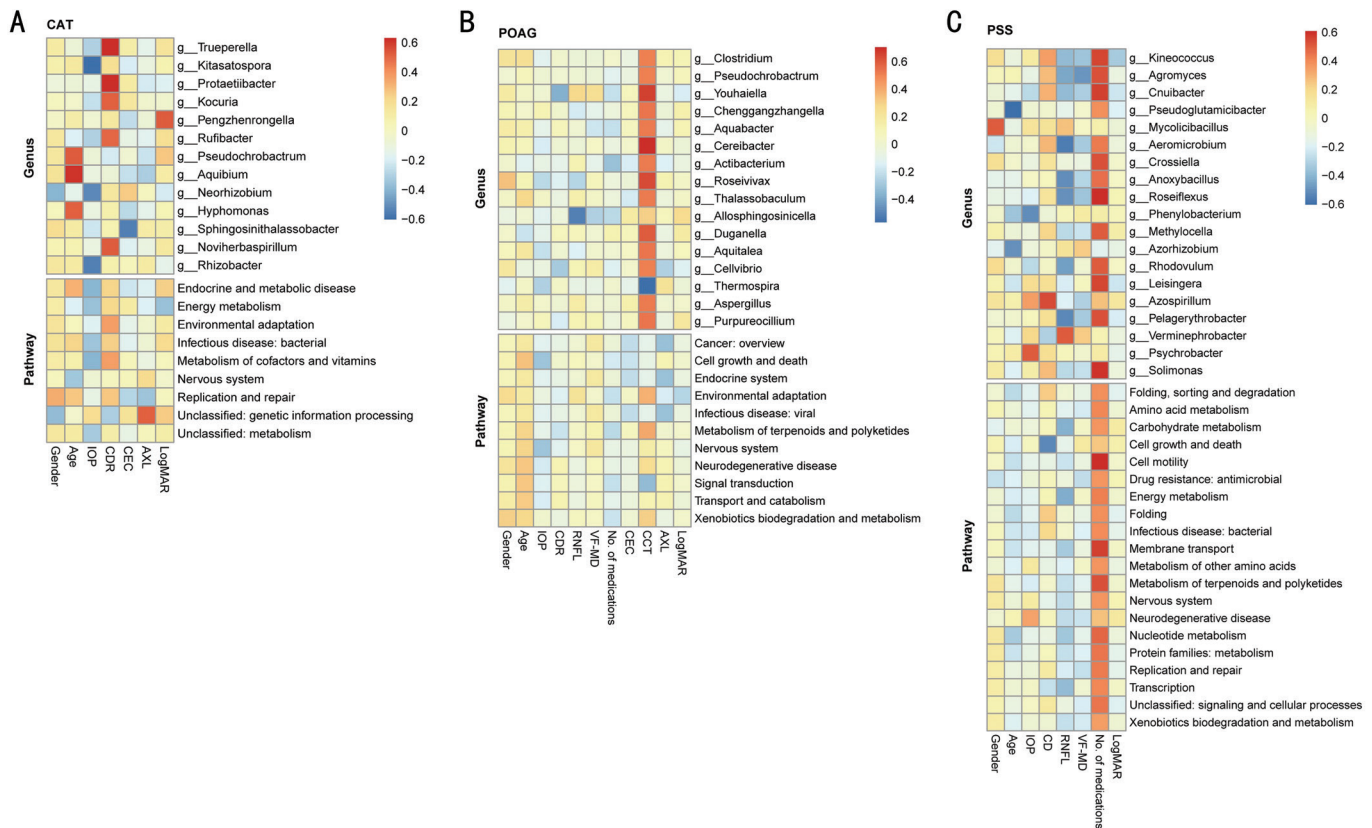 A
CAT
g__Trueperella
g__Kitasatospora
g__Protaetiibacter
g__Kocuria
g__Pengzhenrongella
g__Rufibacter
g__Pseudochrobactrum
g__Aquibium
g__Neorhizobium
g__Hyphomonas
g__Sphingosinithalassobacter
g__Noviherbaspirillum
g__Rhizobacter
Genus
Endocrine and metabolic disease
Energy metabolism
Environmental adaptation
Infectious disease: bacterial
Metabolism of cofactors and vitamins
Nervous system
Replication and repair
Unclassified: genetic information processing
Unclassified: metabolism
Pathway
Gender
Age
IOP
CDR
CEC
AXL
LogMAR
0.6
0.4
0.2
0
−0.2
−0.4
−0.6
B
POAG
g__Clostridium
g__Pseudochrobactrum
g__Youhaiella
g__Chenggangzhangella
g__Aquabacter
g__Cereibacter
g__Actibacterium
g__Roseivivax
g__Thalassobaculum
g__Allosphingosinicella
g__Duganella
g__Aquitalea
g__Cellvibrio
g__Thermospira
g__Aspergillus
g__Purpureocillium
Genus
Cancer: overview
Cell growth and death
Endocrine system
Environmental adaptation
Infectious disease: viral
Metabolism of terpenoids and polyketides
Nervous system
Neurodegenerative disease
Signal transduction
Transport and catabolism
Xenobiotics biodegradation and metabolism
Pathway
Gender
Age
IOP
CDR
RNFL
VF-MD
No. of medications
CEC
CCT
AXL
LogMAR
0.6
0.4
0.2
0
−0.2
−0.4
C
PSS
g__Kineococcus
g__Agromyces
g__Cnuibacter
g__Pseudoglutamicibacter
g__Mycolicibacillus
g__Aeromicrobium
g__Crossiella
g__Anoxybacillus
g__Roseiflexus
g__Phenylobacterium
g__Methylocella
g__Azorhizobium
g__Rhodovulum
g__Leisingera
g__Azospirillum
g__Pelagerythrobacter
g__Verminephrobacter
g__Psychrobacter
g__Solimonas
Genus
Folding, sorting and degradation
Amino acid metabolism
Carbohydrate metabolism
Cell growth and death
Cell motility
Drug resistance: antimicrobial
Energy metabolism
Folding
Infectious disease: bacterial
Membrane transport
Metabolism of other amino acids
Metabolism of terpenoids and polyketides
Nervous system
Neurodegenerative disease
Nucleotide metabolism
Protein families: metabolism
Replication and repair
Transcription
Unclassified: signaling and cellular processes
Xenobiotics biodegradation and metabolism
Pathway
Gender
Age
IOP
CD
RNFL
VF-MD
No. of medications
LogMAR
0.6
0.4
0.2
0
−0.2
−0.4
−0.6